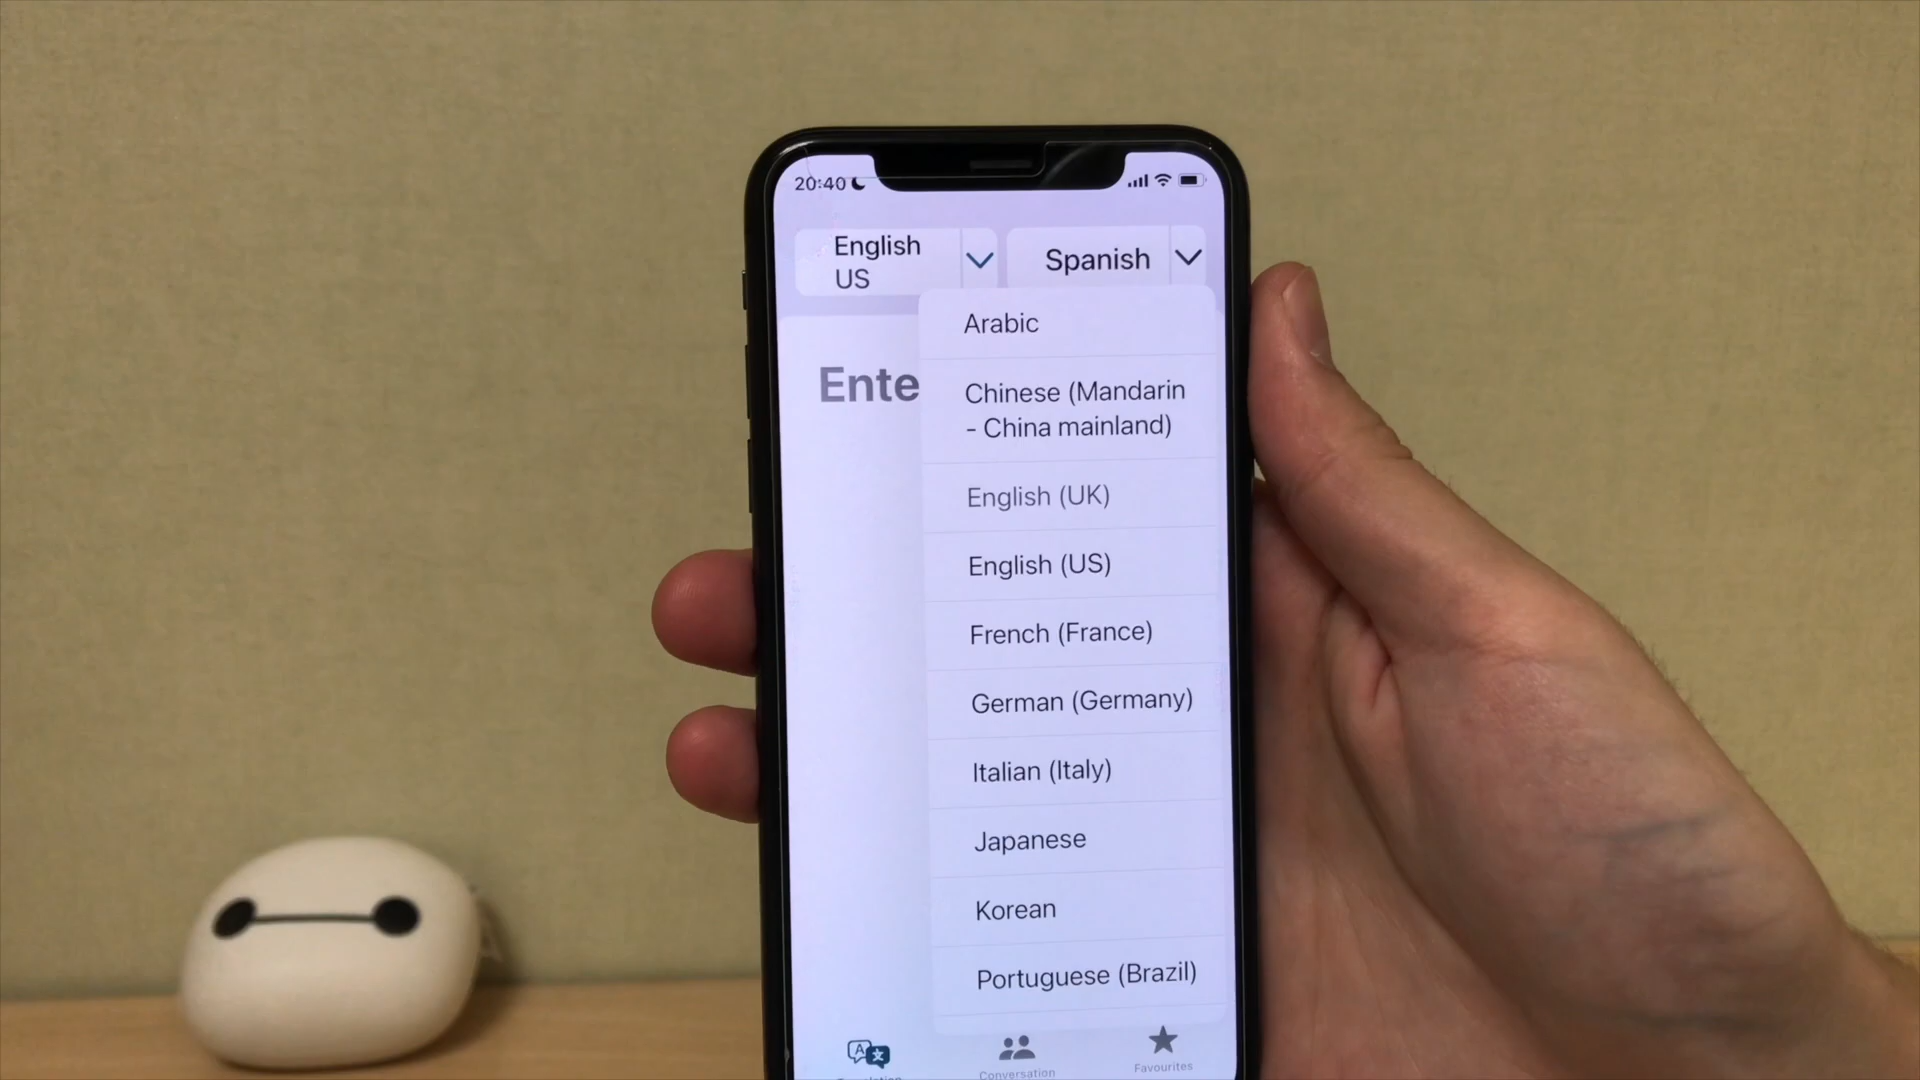 20:40
English
US
Spanish
Arabic
Ente
Chinese (Mandarin
- China mainland)
English (UK)
English (US)
French (France)
German (Germany)
Italian (Italy)
Japanese
Korean
Portuguese (Brazil)
Conversation
Favourites